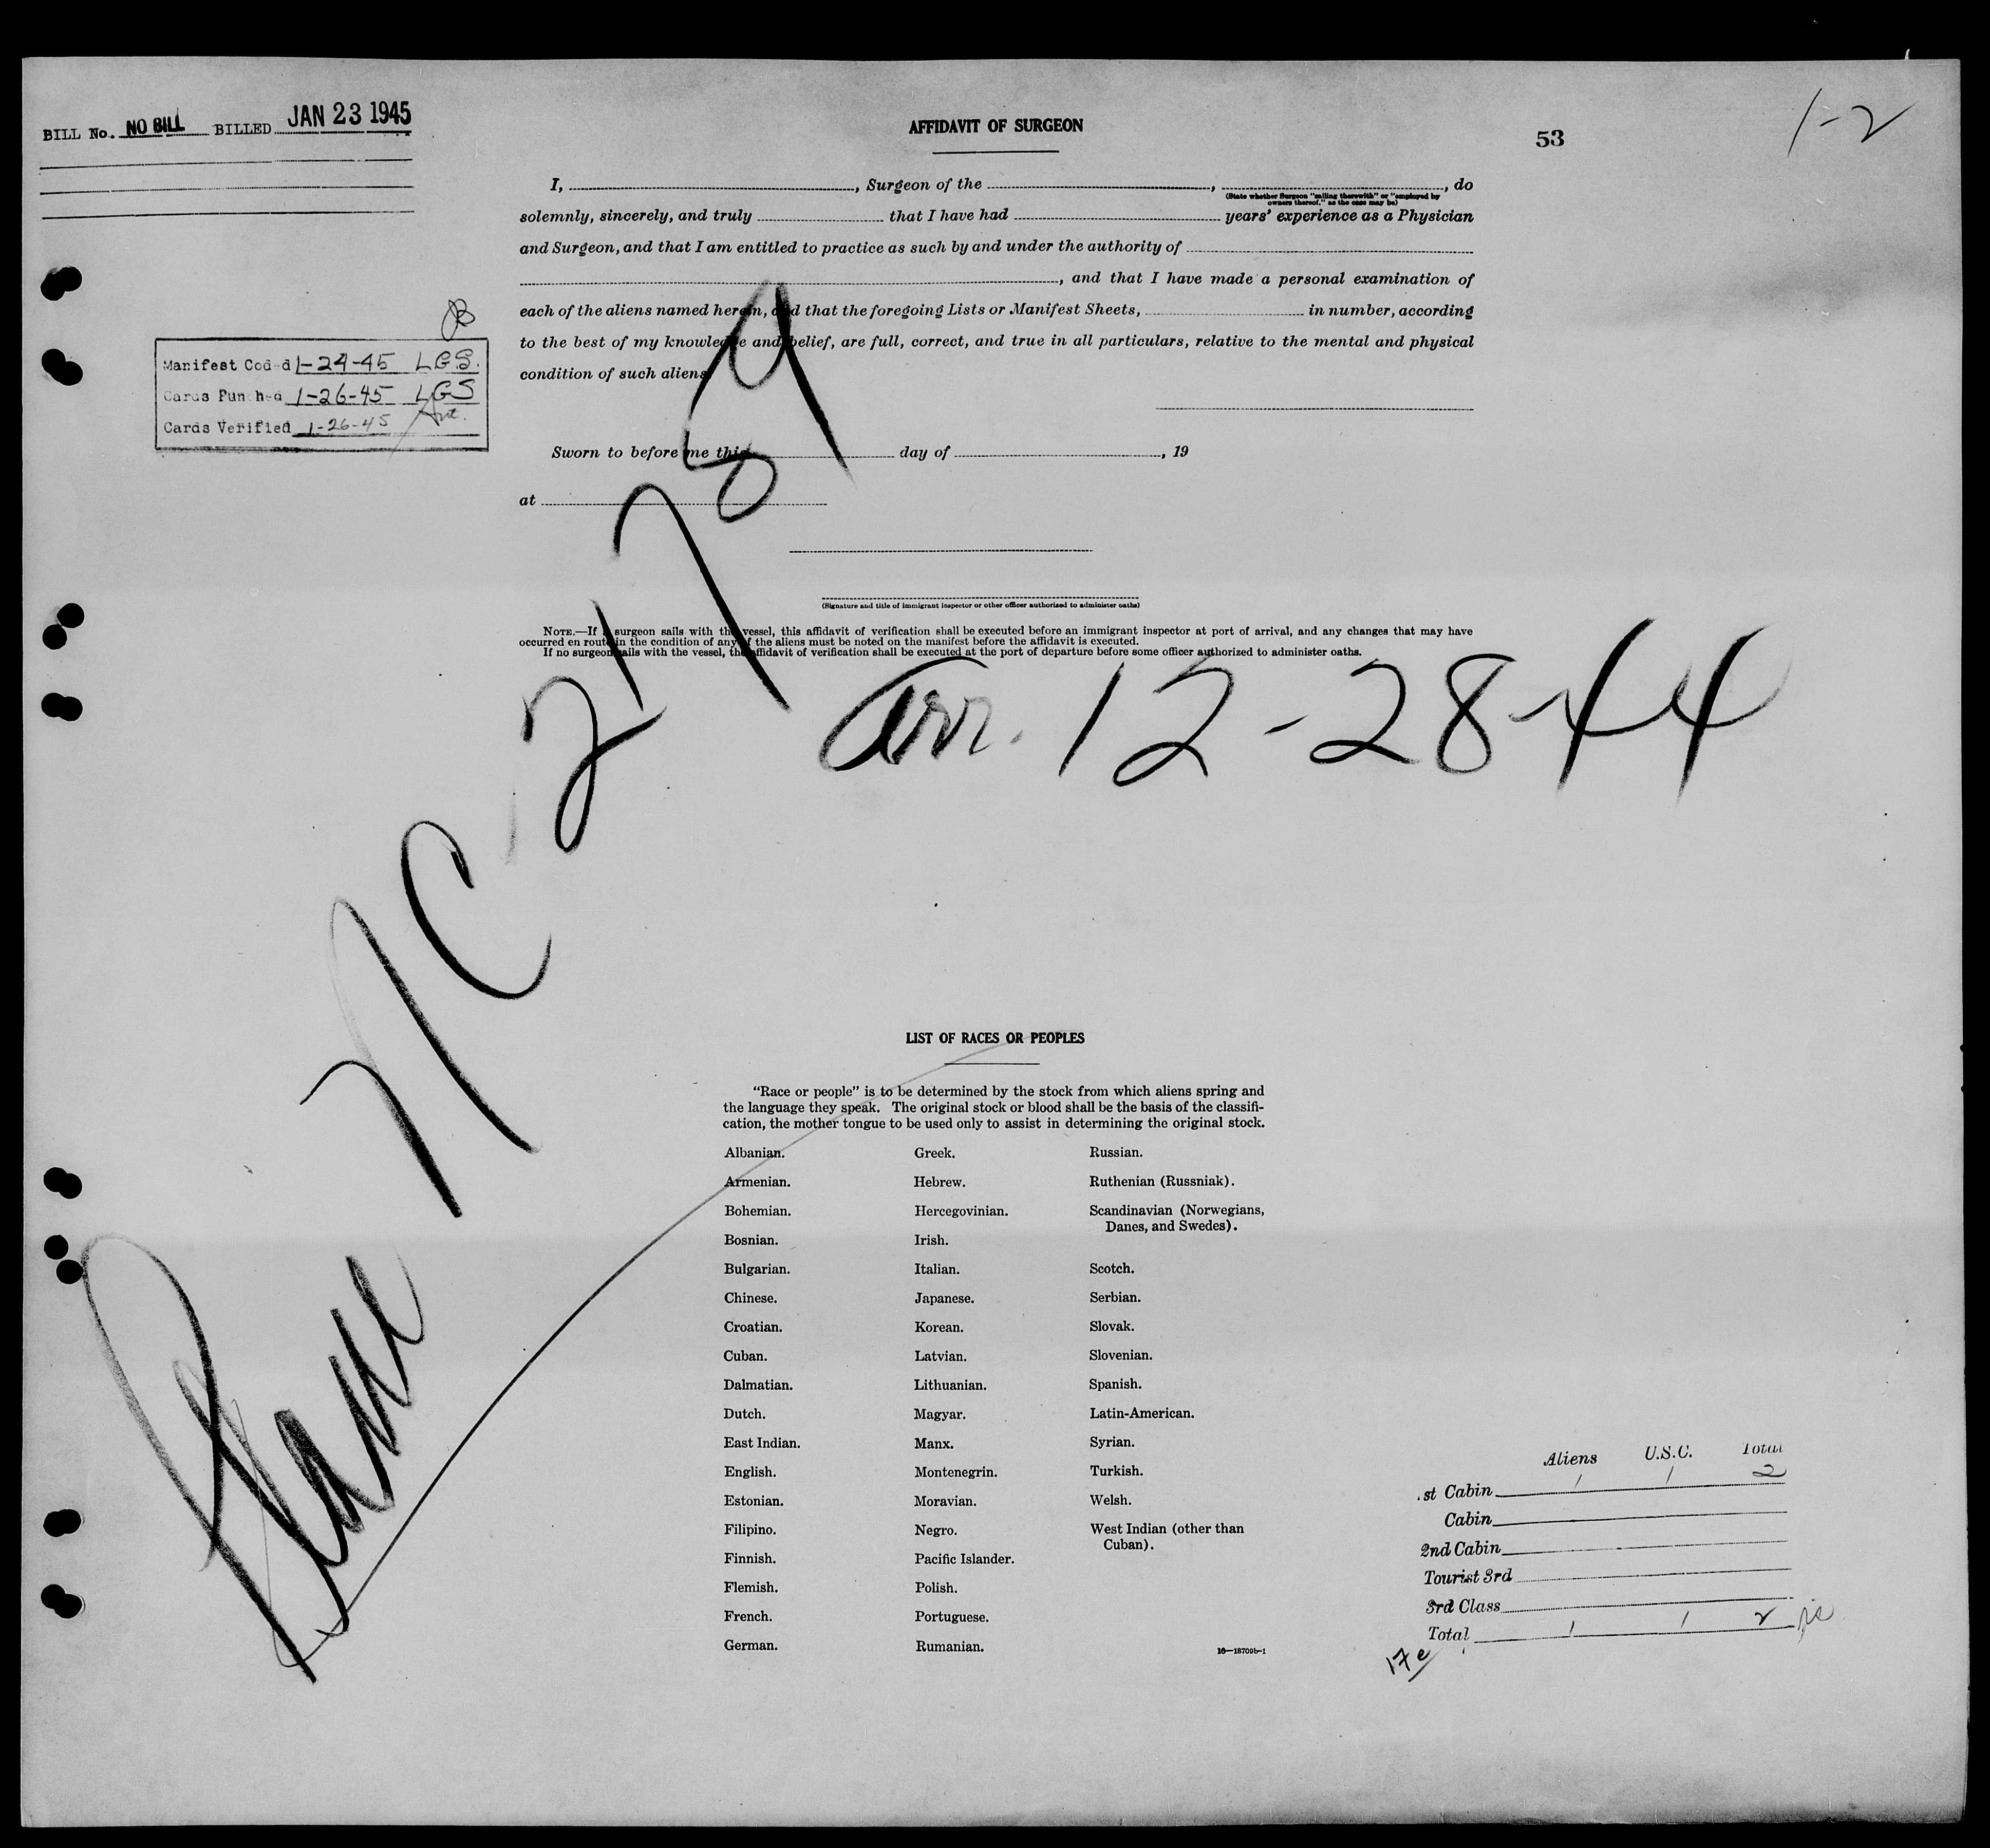 BILL No. NO BILL BILLED JAN 23 1945
AFFIDAVIT OF SURGEON
53
1-2
I, , Surgeon of the , , do
(State whether Surgeon "sailing therewith" or "employed by
owners thereof," as the case may be)
solemnly, sincerely, and truly that I have had years' experience as a Physician
and Surgeon, and that I am entitled to practice as such by and under the authority of
, and that I have made a personal examination of
each of the aliens named herein, and that the foregoing Lists or Manifest Sheets, in number, according
to the best of my knowledge and belief, are full, correct, and true in all particulars, relative to the mental and physical
condition of such aliens
Manifest Coded 1-24-45 LGS.
Cards Punched 1-26-45 LGS
Cards Verified 1-26-45
Sworn to before me this day of , 19
at
(Signature and title of immigrant inspector or other officer authorized to administer oaths)
NOTE.—If a surgeon sails with the vessel, this affidavit of verification shall be executed before an immigrant inspector at port of arrival, and any changes that may have
occurred en route in the condition of any of the aliens must be noted on the manifest before the affidavit is executed.
If no surgeon sails with the vessel, the affidavit of verification shall be executed at the port of departure before some officer authorized to administer oaths.
Plane NC-21759
arr. 12-28-44
LIST OF RACES OR PEOPLES
"Race or people" is to be determined by the stock from which aliens spring and
the language they speak. The original stock or blood shall be the basis of the classifi-
cation, the mother tongue to be used only to assist in determining the original stock.
Albanian.
Armenian.
Bohemian.
Bosnian.
Bulgarian.
Chinese.
Croatian.
Cuban.
Dalmatian.
Dutch.
East Indian.
English.
Estonian.
Filipino.
Finnish.
Flemish.
French.
German.
Greek.
Hebrew.
Hercegovinian.
Irish.
Italian.
Japanese.
Korean.
Latvian.
Lithuanian.
Magyar.
Manx.
Montenegrin.
Moravian.
Negro.
Pacific Islander.
Polish.
Portuguese.
Rumanian.
Russian.
Ruthenian (Russniak).
Scandinavian (Norwegians,
Danes, and Swedes).
Scotch.
Serbian.
Slovak.
Slovenian.
Spanish.
Latin-American.
Syrian.
Turkish.
Welsh.
West Indian (other than
Cuban).
16—18709b-1
Aliens U.S.C. Total
st Cabin 1 1 2
Cabin
2nd Cabin
Tourist 3rd
3rd Class
Total 1 1 2
17e